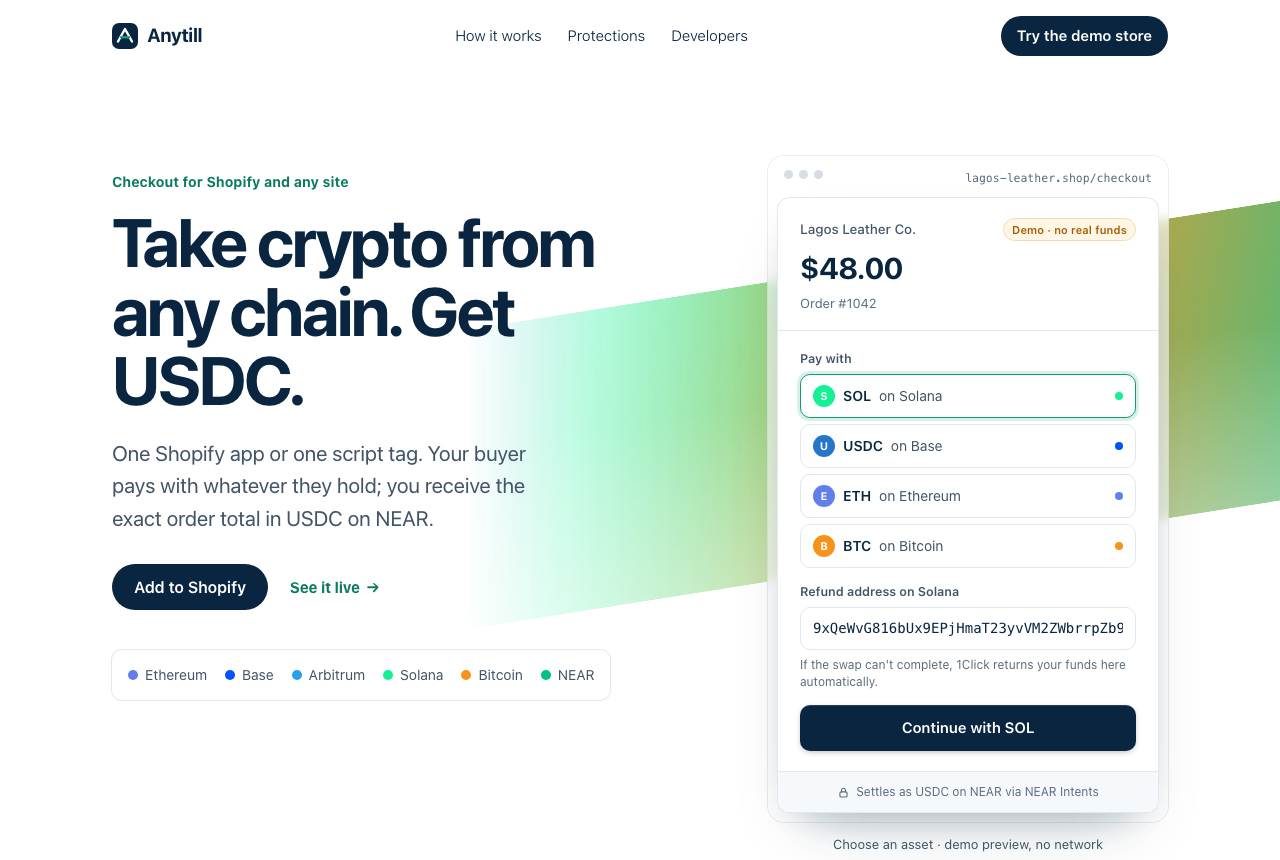 Anytill
How it works
Protections
Developers
Try the demo store
Checkout for Shopify and any site
Take crypto from
any chain. Get
USDC.
One Shopify app or one script tag. Your buyer
pays with whatever they hold; you receive the
exact order total in USDC on NEAR.
Add to Shopify
See it live →
Ethereum
Base
Arbitrum
Solana
Bitcoin
NEAR
lagos-leather.shop/checkout
Lagos Leather Co.
Demo · no real funds
$48.00
Order #1042
Pay with
S SOL on Solana
U USDC on Base
E ETH on Ethereum
B BTC on Bitcoin
Refund address on Solana
9xQeWvG816bUx9EPjHmaT23yvVM2ZWbrrpZb9
If the swap can't complete, 1Click returns your funds here
automatically.
Continue with SOL
Settles as USDC on NEAR via NEAR Intents
Choose an asset · demo preview, no network